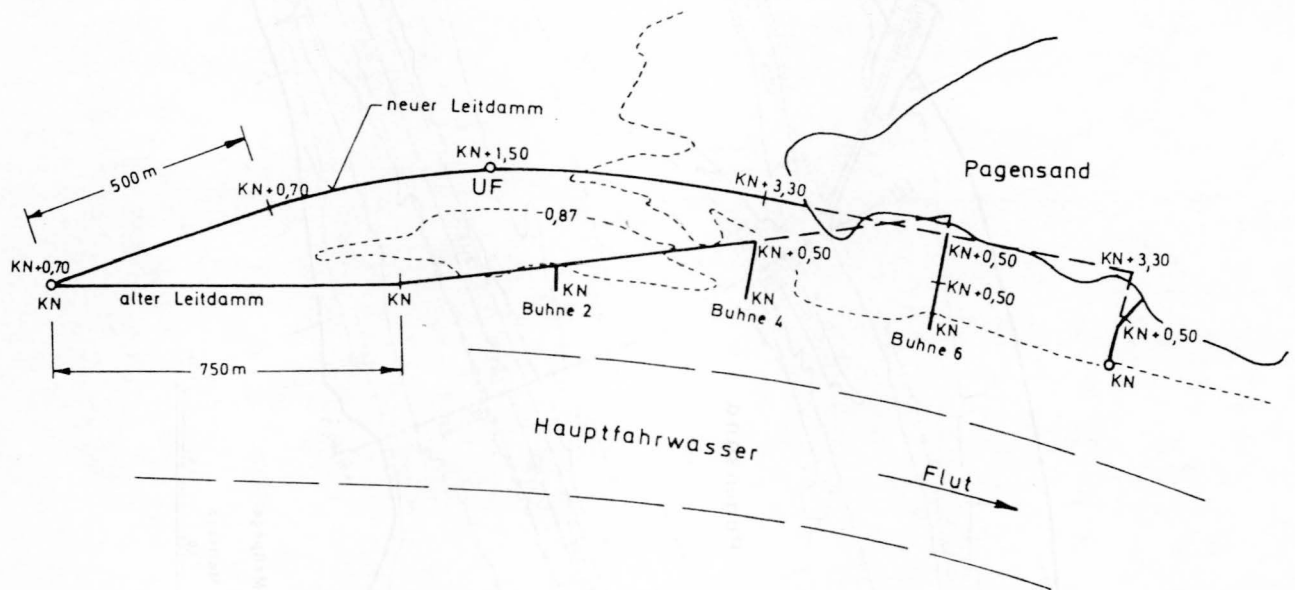 neuer Leitdamm
500 m
KN+0,70
KN+1,50
UF
KN+3,30
Pagensand
-0,87
KN+0,70
KN
alter Leitdamm
KN
KN
Buhne 2
KN+0,50
KN
Buhne 4
KN+0,50
KN+0,50
KN
Buhne 6
KN+3,30
KN+0,50
KN
750 m
Hauptfahrwasser
Flut